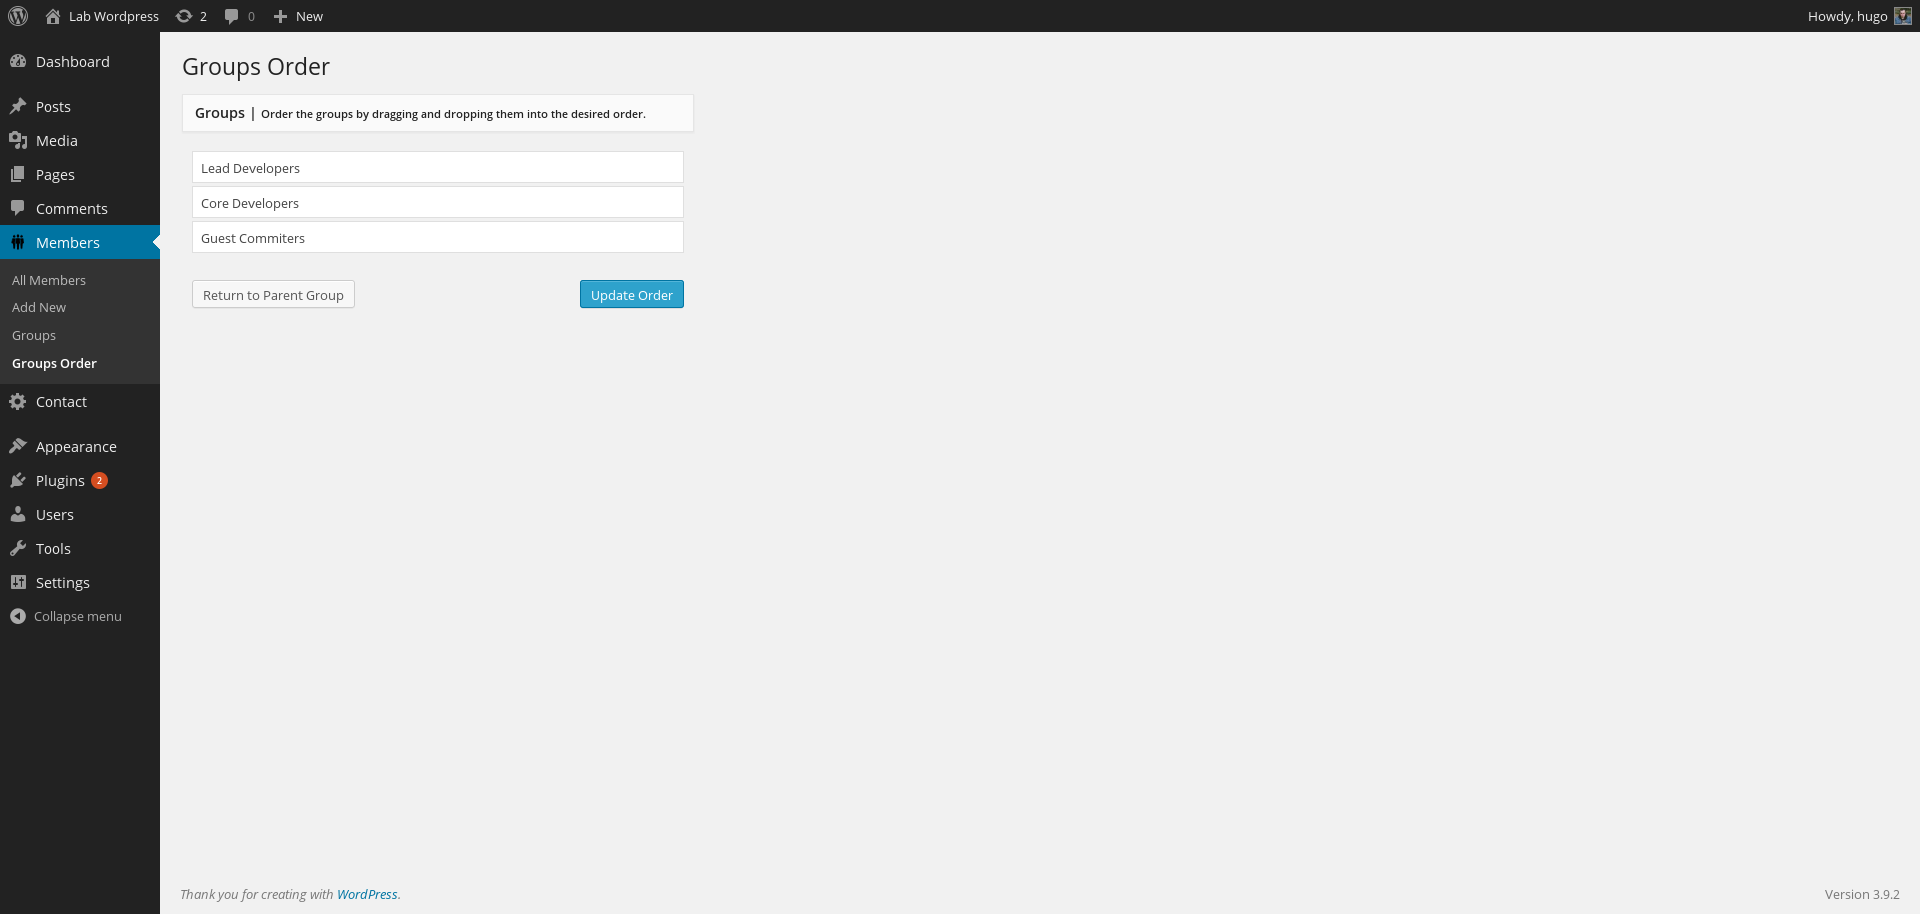 Lab Wordpress 2 0 New Howdy, hugo
Dashboard
Posts
Media
Pages
Comments
Members
All Members
Add New
Groups
Groups Order
Contact
Appearance
Plugins 2
Users
Tools
Settings
Collapse menu
Groups Order
Groups | Order the groups by dragging and dropping them into the desired order.
Lead Developers
Core Developers
Guest Commiters
Return to Parent Group Update Order
Thank you for creating with WordPress. Version 3.9.2